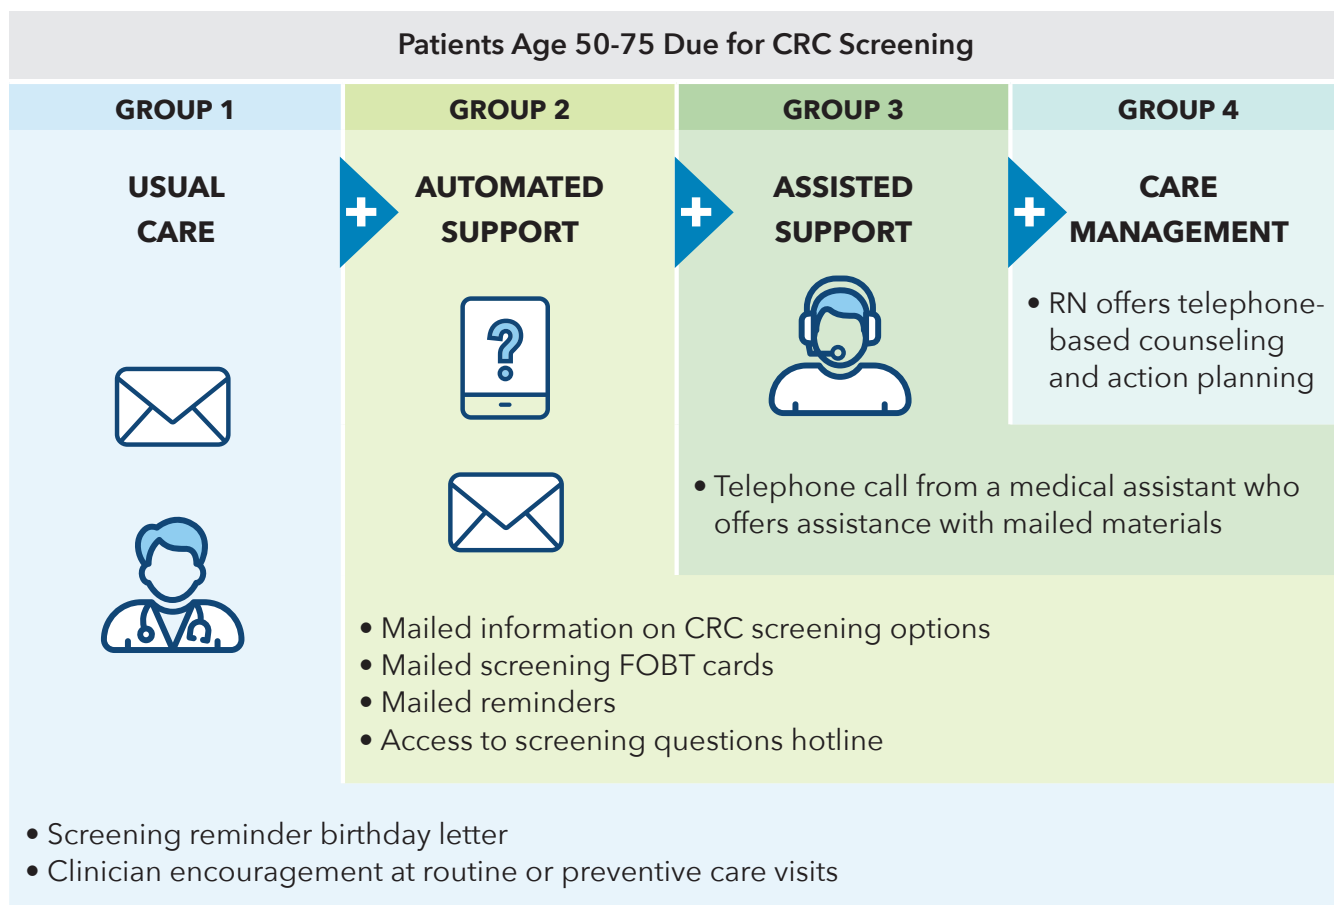 Patients Age 50-75 Due for CRC Screening
GROUP 1
USUAL
CARE
GROUP 2
AUTOMATED
SUPPORT
?
GROUP 3
ASSISTED
SUPPORT
GROUP 4
CARE
MANAGEMENT
• RN offers telephone-
based counseling
and action planning
• Telephone call from a medical assistant who
offers assistance with mailed materials
• Mailed information on CRC screening options
• Mailed screening FOBT cards
• Mailed reminders
• Access to screening questions hotline
• Screening reminder birthday letter
• Clinician encouragement at routine or preventive care visits